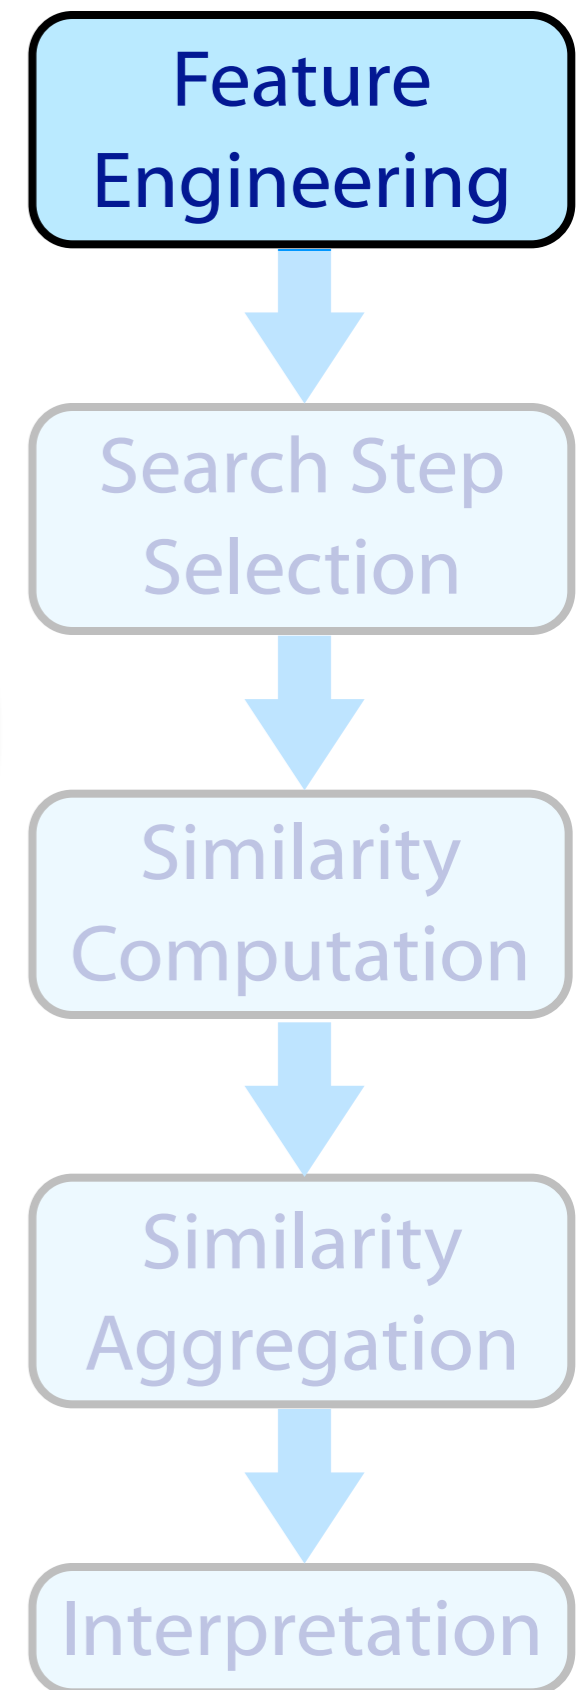 Feature
Engineering
Search Step
Selection
Similarity
Computation
Similarity
Aggregation
Interpretation